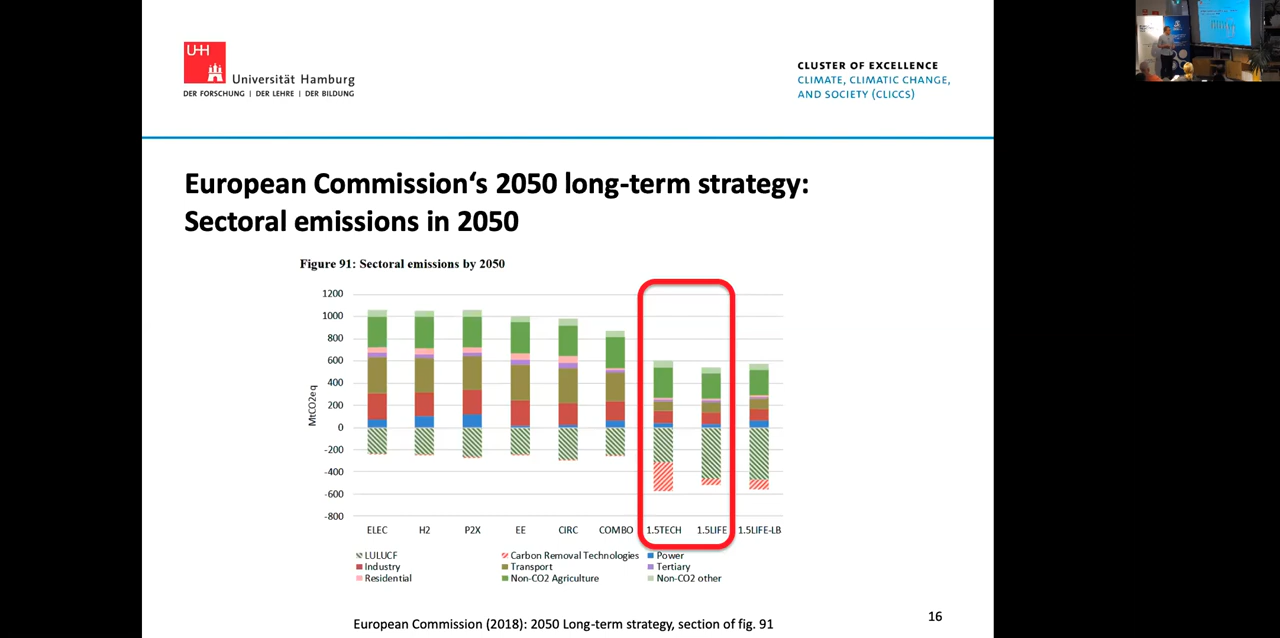 U-H
Universität Hamburg
DER FORSCHUNG | DER LEHRE | DER BILDUNG
CLUSTER OF EXCELLENCE
CLIMATE, CLIMATIC CHANGE,
AND SOCIETY (CLICCS)
European Commission‘s 2050 long-term strategy:
Sectoral emissions in 2050
Figure 91: Sectoral emissions by 2050
MtCO2eq
1200
1000
800
600
400
200
0
-200
-400
-600
-800
ELEC H2 P2X EE CIRC COMBO 1.5TECH 1.5LIFE 1.5LIFE-LB
LULUCF Carbon Removal Technologies Power
Industry Transport Tertiary
Residential Non-CO2 Agriculture Non-CO2 other
European Commission (2018): 2050 Long-term strategy, section of fig. 91
16